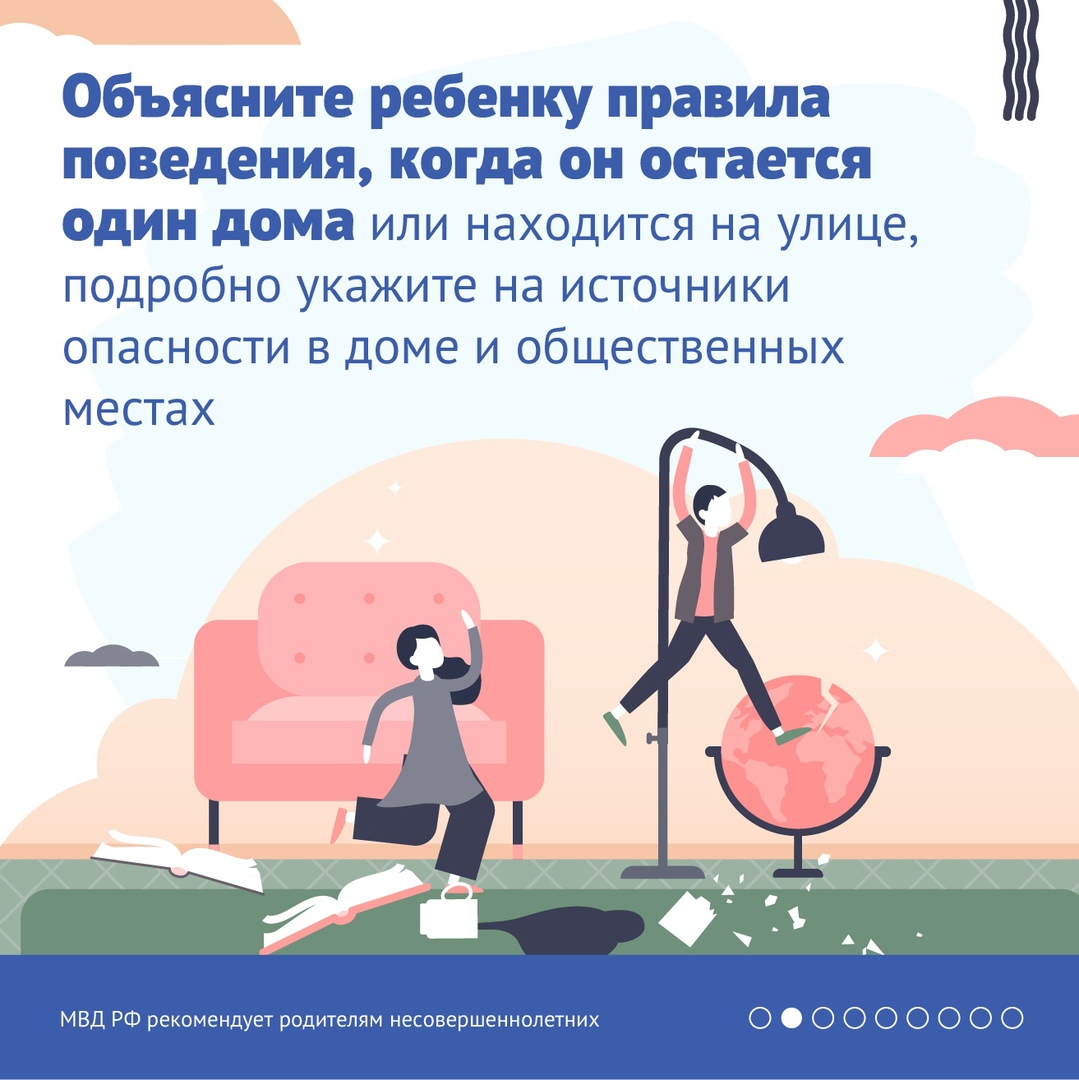 Объясните ребенку правила
поведения, когда он остается
один дома или находится на улице,
подробно укажите на источники
опасности в доме и общественных
местах
МВД РФ рекомендует родителям несовершеннолетних